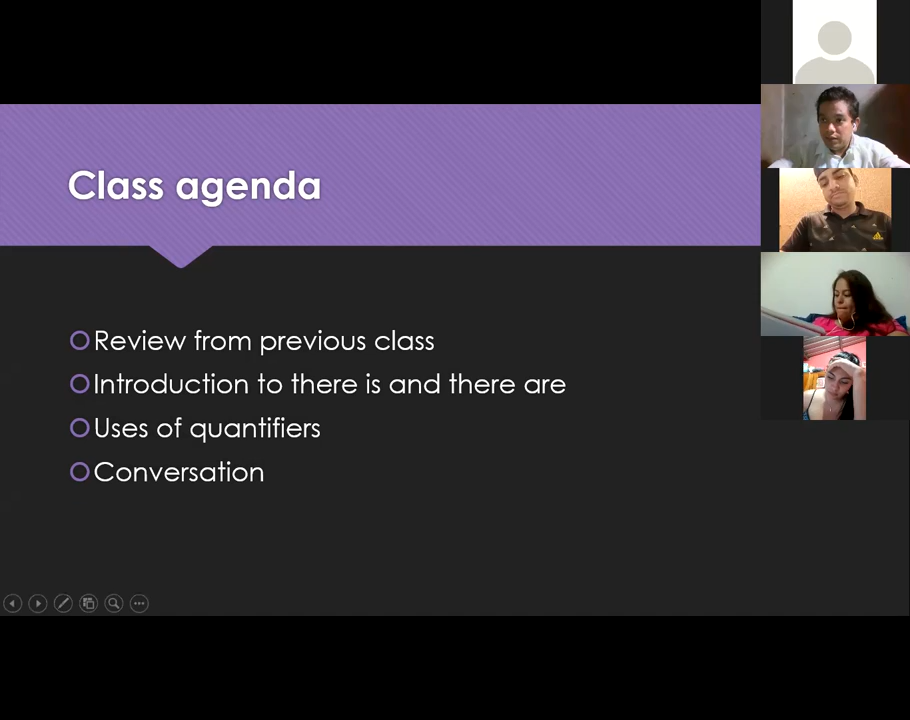 Class agenda
Review from previous class
Introduction to there is and there are
Uses of quantifiers
Conversation